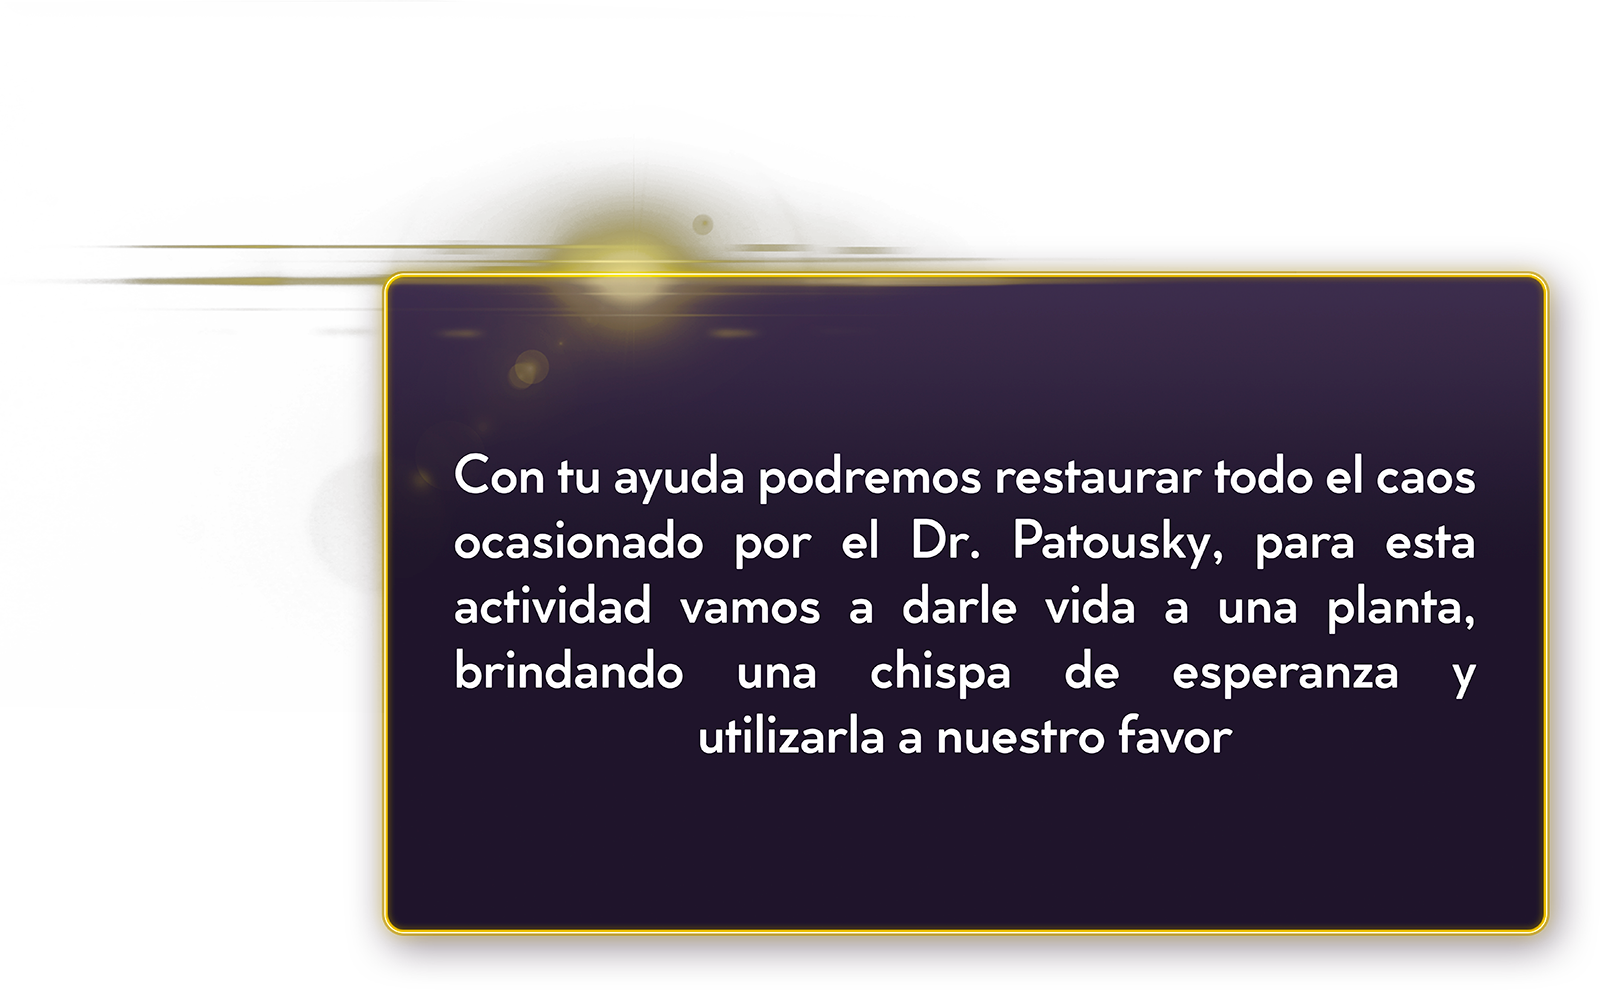 Con tu ayuda podremos restaurar todo el caos
ocasionado por el Dr. Patousky, para esta
actividad vamos a darle vida a una planta,
brindando una chispa de esperanza y
utilizarla a nuestro favor